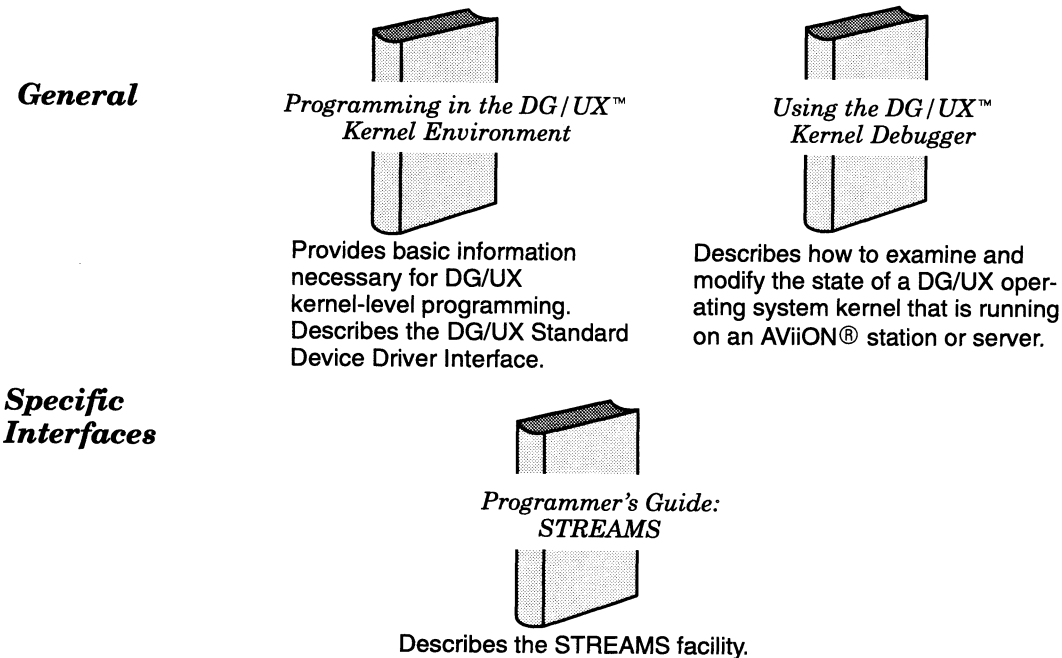 General
Programming in the DG/UX™
Kernel Environment
Provides basic information
necessary for DG/UX
kernel-level programming.
Describes the DG/UX Standard
Device Driver Interface.
Using the DG/UX™
Kernel Debugger
Describes how to examine and
modify the state of a DG/UX oper-
ating system kernel that is running
on an AViiON® station or server.
Specific
Interfaces
Programmer's Guide:
STREAMS
Describes the STREAMS facility.